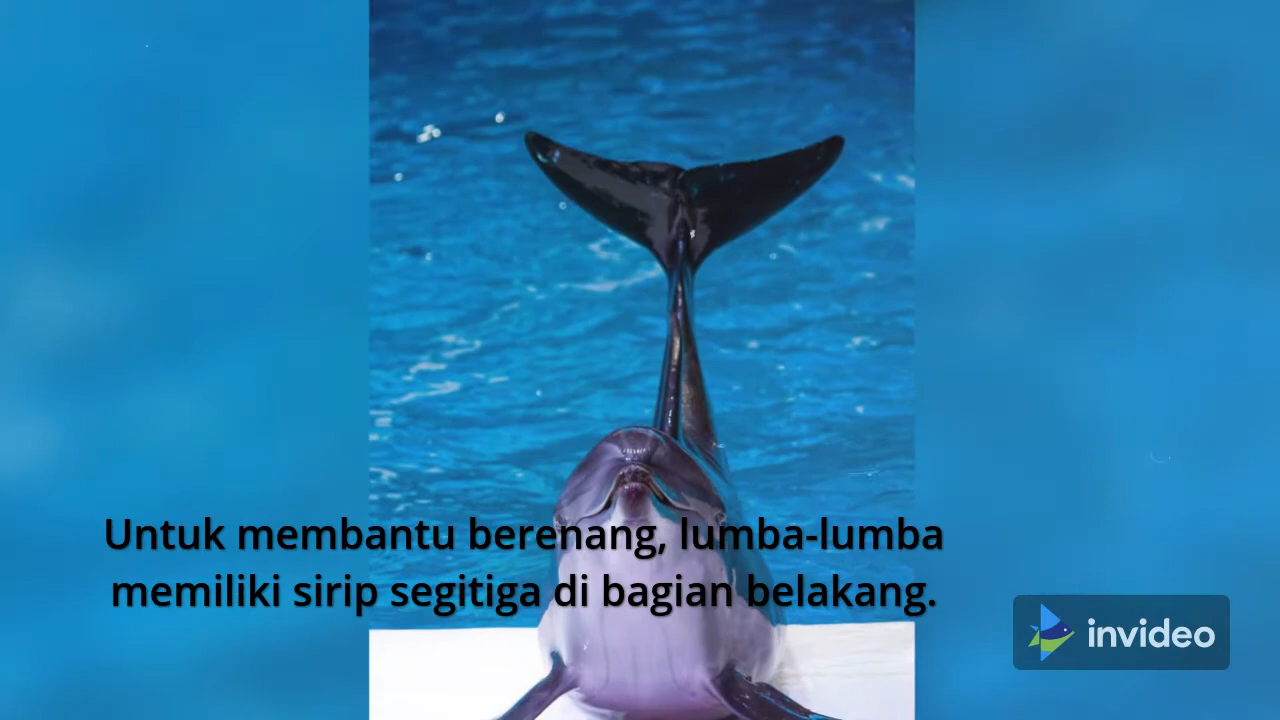 Untuk membantu berenang, lumba-lumba
memiliki sirip segitiga di bagian belakang.
invideo